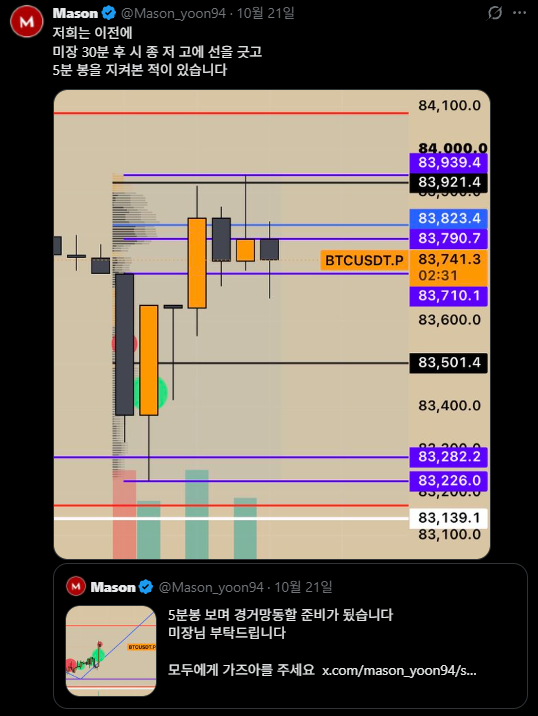 Mason @Mason_yoon94 · 10월 21일
저희는 이전에
미장 30분 후 시 종 저 고에 선을 긋고
5분 봉을 지켜본 적이 있습니다
84,100.0
84,000.0
83,939.4
83,921.4
83,823.4
83,790.7
BTCUSDT.P 83,741.3
02:31
83,710.1
83,600.0
83,501.4
83,400.0
83,282.2
83,226.0
83,200.0
83,139.1
83,100.0
Mason @Mason_yoon94 · 10월 21일
5분봉 보며 경거망동할 준비가 됐습니다
미장님 부탁드립니다
모두에게 가즈아를 주세요 x.com/mason_yoon94/s...
BTCUSDT.P